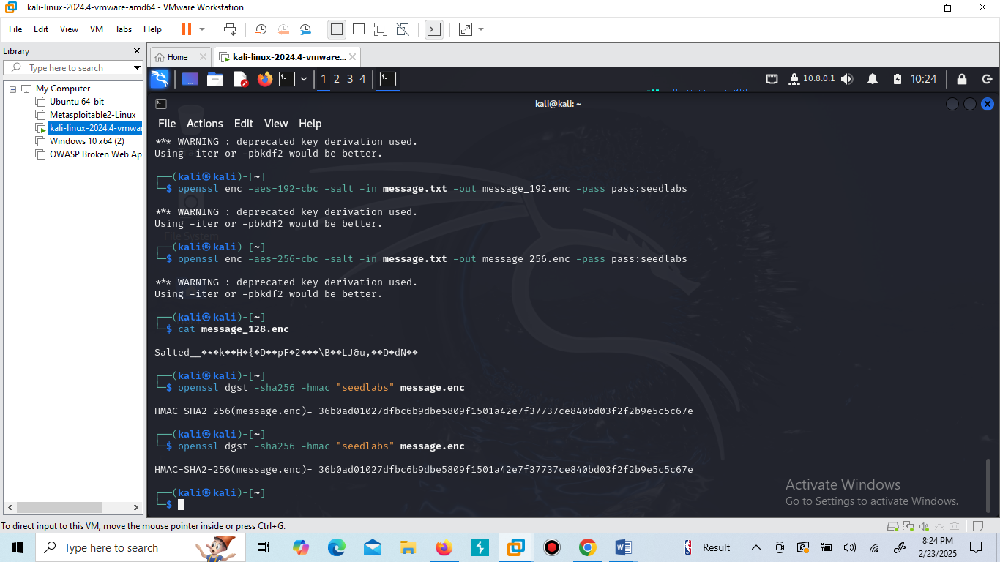 kali-linux-2024.4-vmware-amd64 - VMware Workstation
File Edit View VM Tabs Help
Library
Home
kali-linux-2024.4-vmware...
Type here to search
My Computer
Ubuntu 64-bit
Metasploitable2-Linux
kali-linux-2024.4-vmwar
Windows 10 x64 (2)
OWASP Broken Web Ap
1 2 3 4
10.8.0.1
10:24
kali@kali: ~
File Actions Edit View Help
*** WARNING : deprecated key derivation used.
Using -iter or -pbkdf2 would be better.
┌──(kali㉿kali)-[~]
└─$ openssl enc -aes-192-cbc -salt -in message.txt -out message_192.enc -pass pass:seedlabs
*** WARNING : deprecated key derivation used.
Using -iter or -pbkdf2 would be better.
File System
┌──(kali㉿kali)-[~]
└─$ openssl enc -aes-256-cbc -salt -in message.txt -out message_256.enc -pass pass:seedlabs
*** WARNING : deprecated key derivation used.
Using -iter or -pbkdf2 would be better.
┌──(kali㉿kali)-[~]
└─$ cat message_128.enc
Salted__�⋆�k��H�{�D��pF�2���\B��LJ&u,��D�dN��
┌──(kali㉿kali)-[~]
└─$ openssl dgst -sha256 -hmac "seedlabs" message.enc
HMAC-SHA2-256(message.enc)= 36b0ad01027dfbc6b9dbe5809f1501a42e7f37737ce840bd03f2f2b9e5c5c67e
┌──(kali㉿kali)-[~]
└─$ openssl dgst -sha256 -hmac "seedlabs" message.enc
HMAC-SHA2-256(message.enc)= 36b0ad01027dfbc6b9dbe5809f1501a42e7f37737ce840bd03f2f2b9e5c5c67e
┌──(kali㉿kali)-[~]
└─$
Activate Windows
Go to Settings to activate Windows.
To direct input to this VM, move the mouse pointer inside or press Ctrl+G.
Type here to search
Result
8:24 PM
2/23/2025